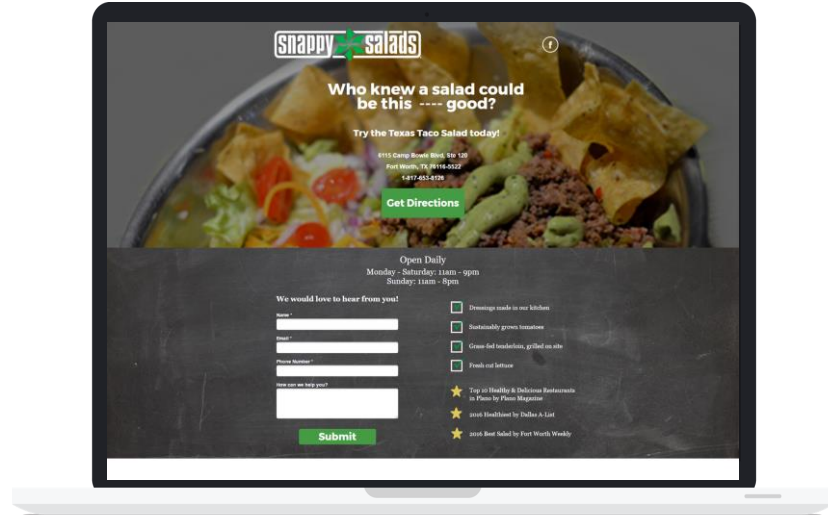 snappy salads
f
Who knew a salad could
be this ---- good?
Try the Texas Taco Salad today!
6115 Camp Bowie Blvd, Ste 120
Fort Worth, TX 76116-5522
1-817-653-8126
Get Directions
Open Daily
Monday - Saturday: 11am - 9pm
Sunday: 11am - 8pm
We would love to hear from you!
Name *
Email *
Phone Number *
How can we help you?
Submit
Dressings made in our kitchen
Sustainably grown tomatoes
Grass-fed tenderloin, grilled on site
Fresh cut lettuce
Top 10 Healthy & Delicious Restaurants
in Plano by Plano Magazine
2016 Healthiest by Dallas A-List
2016 Best Salad by Fort Worth Weekly